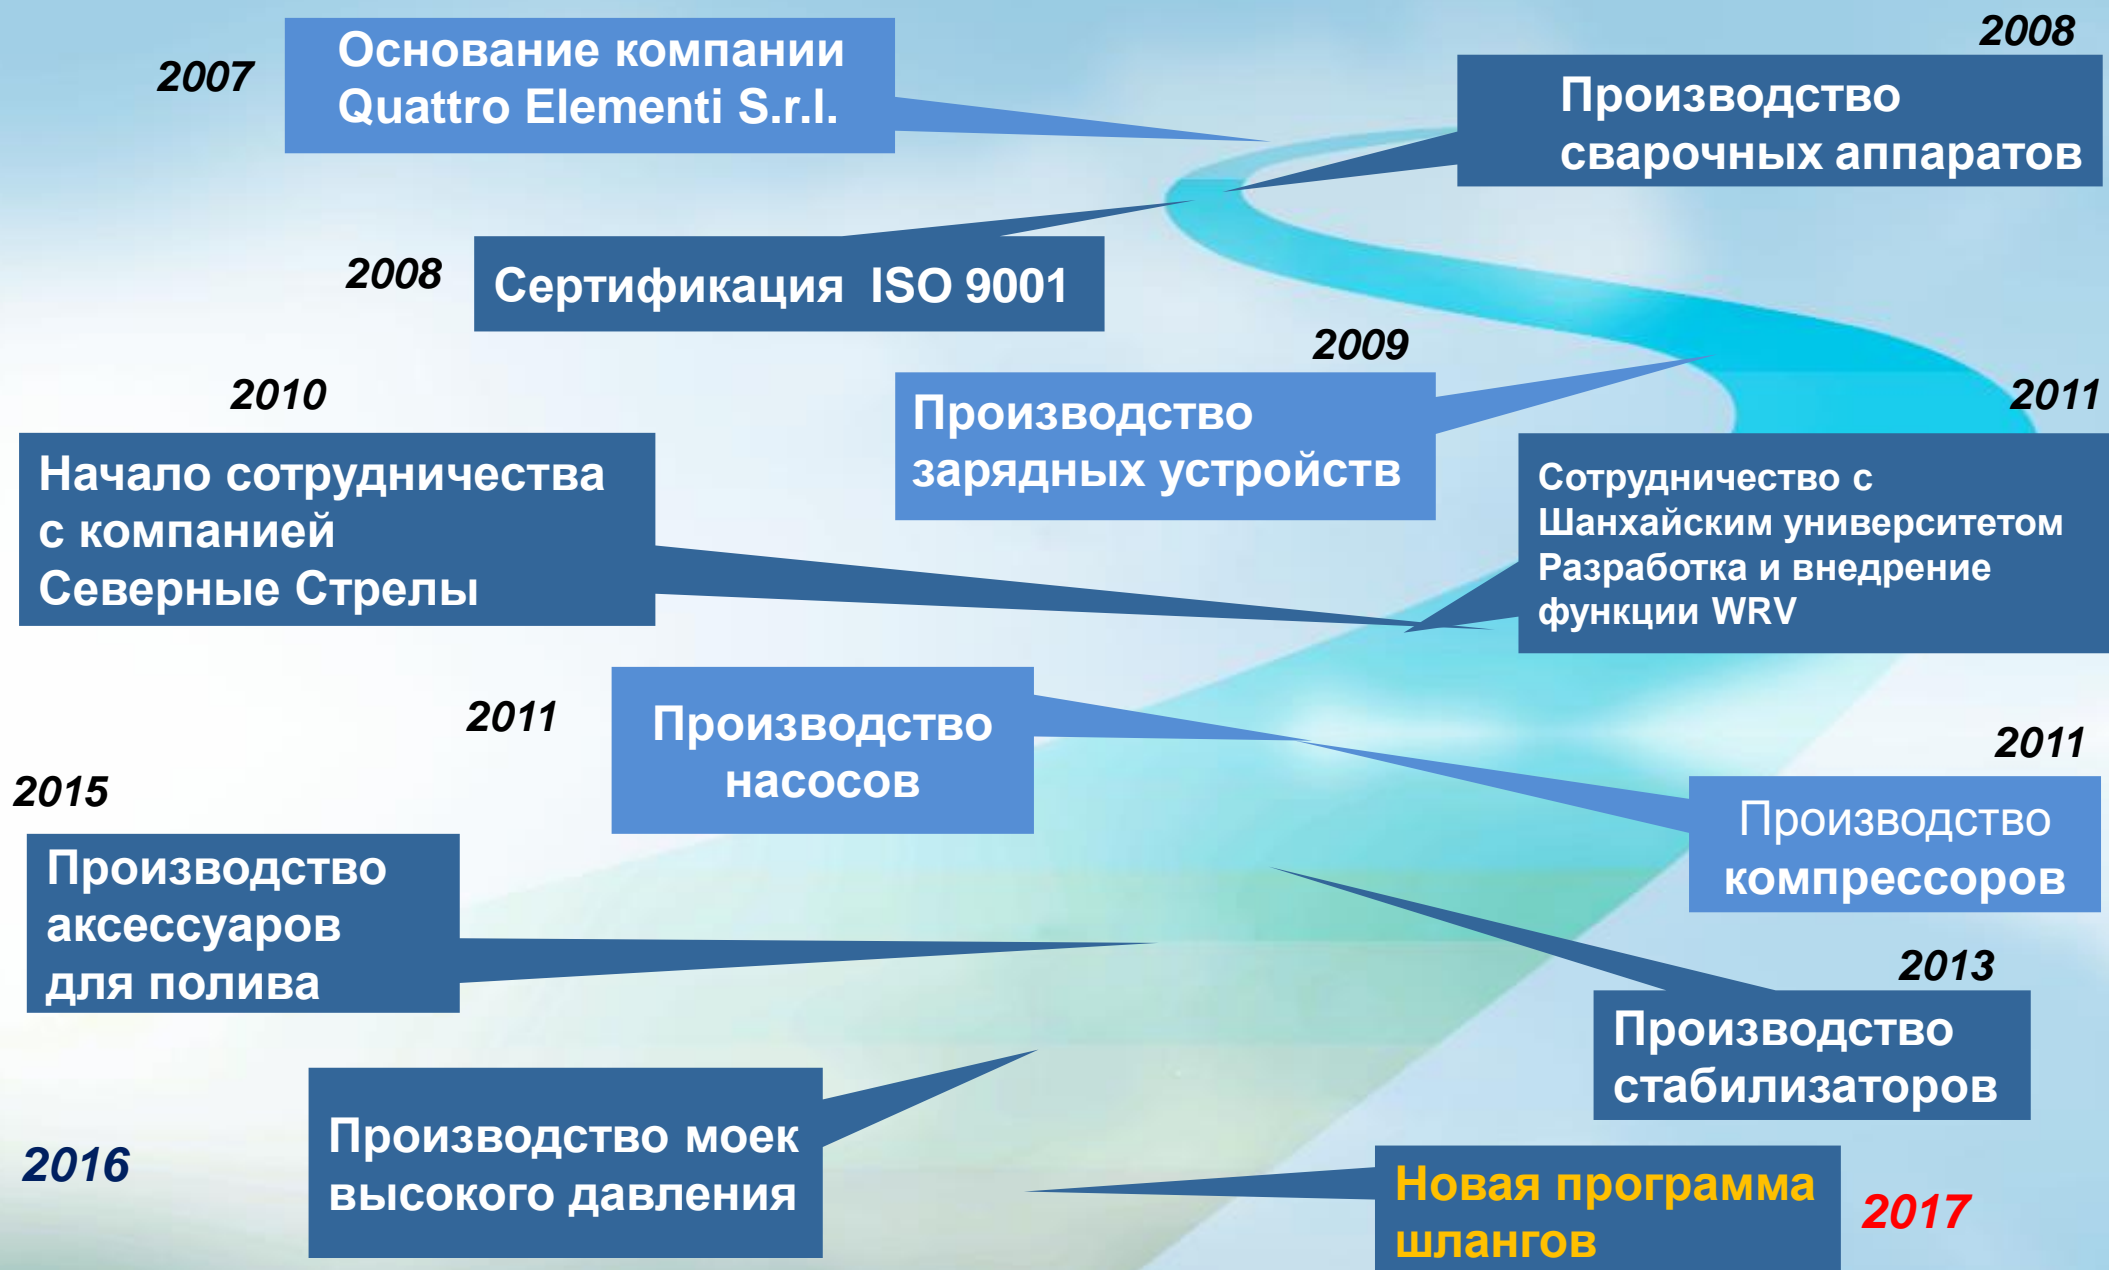 2007
Основание компании
Quattro Elementi S.r.l.
2008
Производство
сварочных аппаратов
2008
Сертификация ISO 9001
2009
Производство
зарядных устройств
2010
Начало сотрудничества
с компанией
Северные Стрелы
2011
Сотрудничество с
Шанхайским университетом
Разработка и внедрение
функции WRV
2011
Производство
насосов
2011
Производство
компрессоров
2015
Производство
аксессуаров
для полива
2013
Производство
стабилизаторов
2016
Производство моек
высокого давления
Новая программа
шлангов
2017